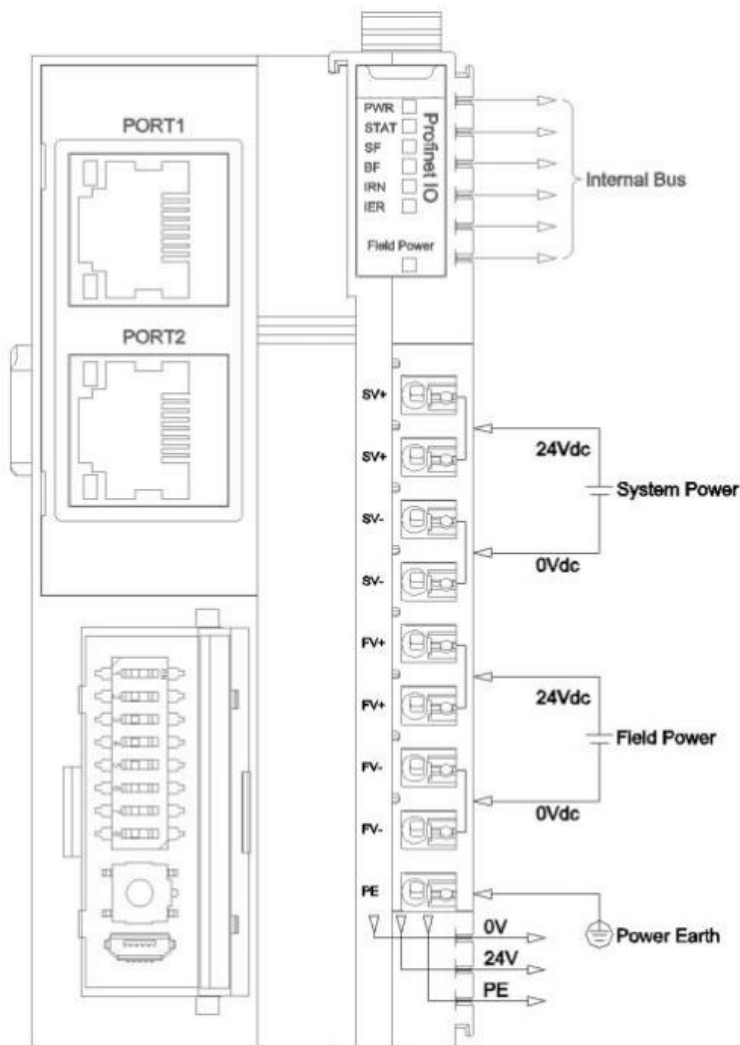 PORT1
PORT2
PWR
STAT
SF
BF
IRN
IER
Profinet IO
Field Power
Internal Bus
SV+
SV+
SV-
SV-
FV+
FV+
FV-
FV-
PE
24Vdc
System Power
0Vdc
24Vdc
Field Power
0Vdc
Power Earth
0V
24V
PE